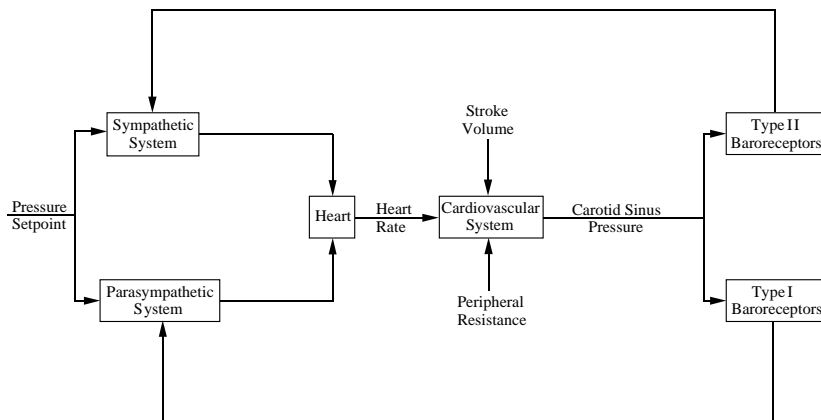 Stroke
Volume
Sympathetic
System
Type II
Baroreceptors
Pressure
Setpoint
Heart
Heart
Rate
Cardiovascular
System
Carotid Sinus
Pressure
Parasympathetic
System
Peripheral
Resistance
Type I
Baroreceptors